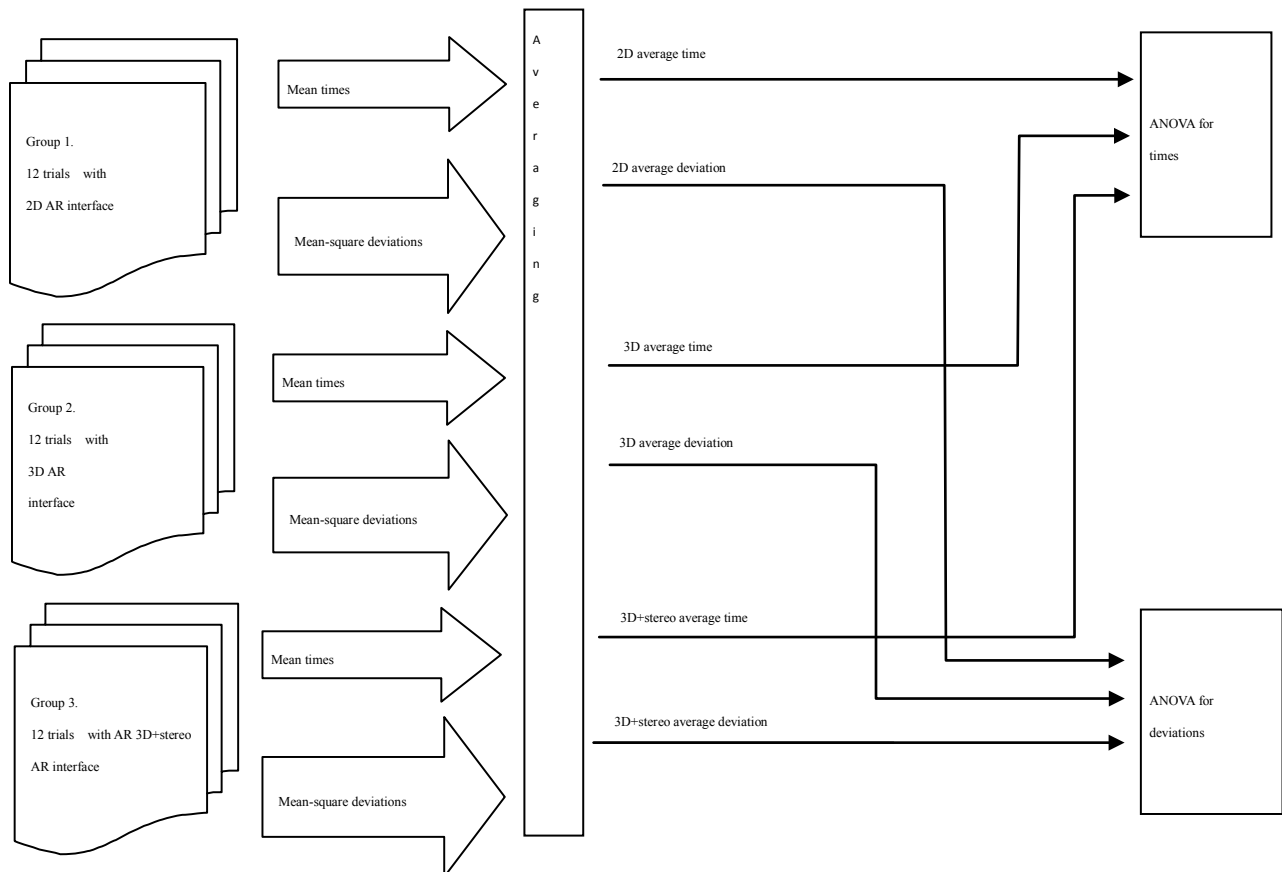 Group 1.
12 trials with
2D AR interface
Mean times
Mean-square deviations
Group 2.
12 trials with
3D AR
interface
Mean times
Mean-square deviations
Group 3.
12 trials with AR 3D+stereo
AR interface
Mean times
Mean-square deviations
Averaging
2D average time
2D average deviation
3D average time
3D average deviation
3D+stereo average time
3D+stereo average deviation
ANOVA for
times
ANOVA for
deviations